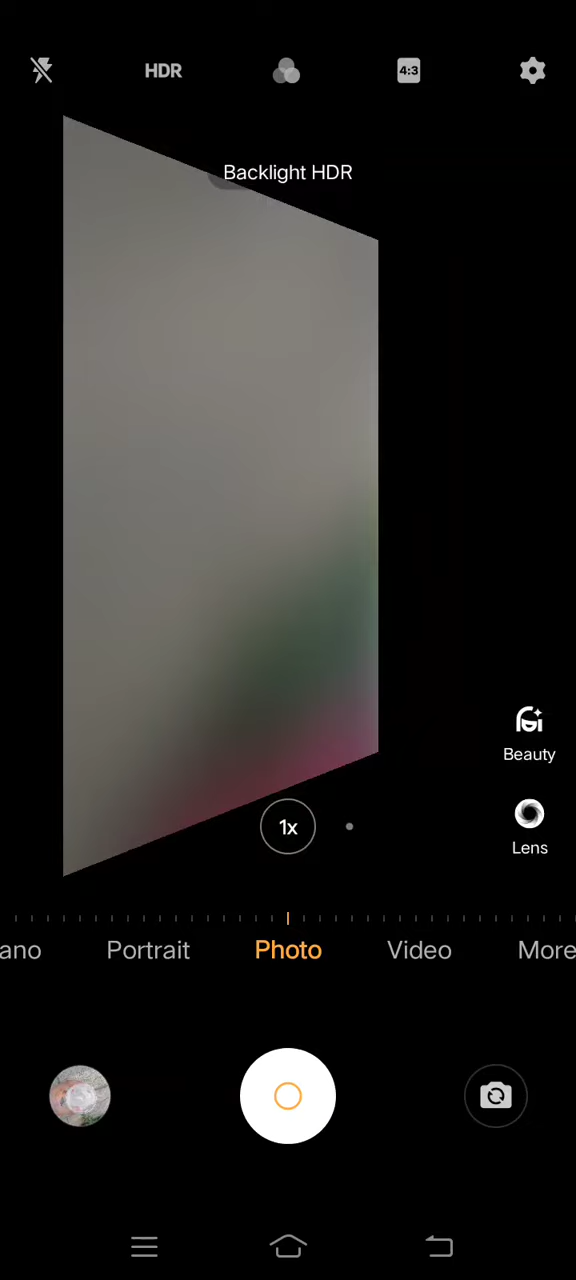 HDR
4:3
Backlight HDR
Beauty
1x
Lens
ano Portrait Photo Video More